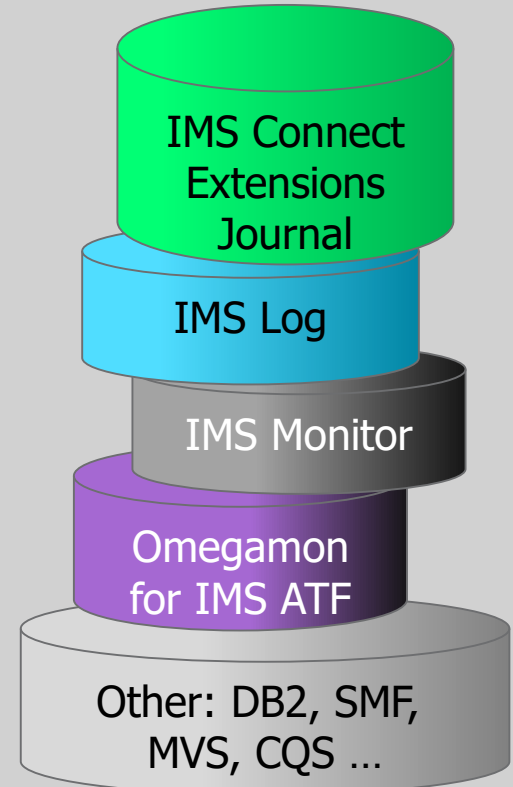 IMS Connect
Extensions
Journal
IMS Log
IMS Monitor
Omegamon
for IMS ATF
Other: DB2, SMF,
MVS, CQS …